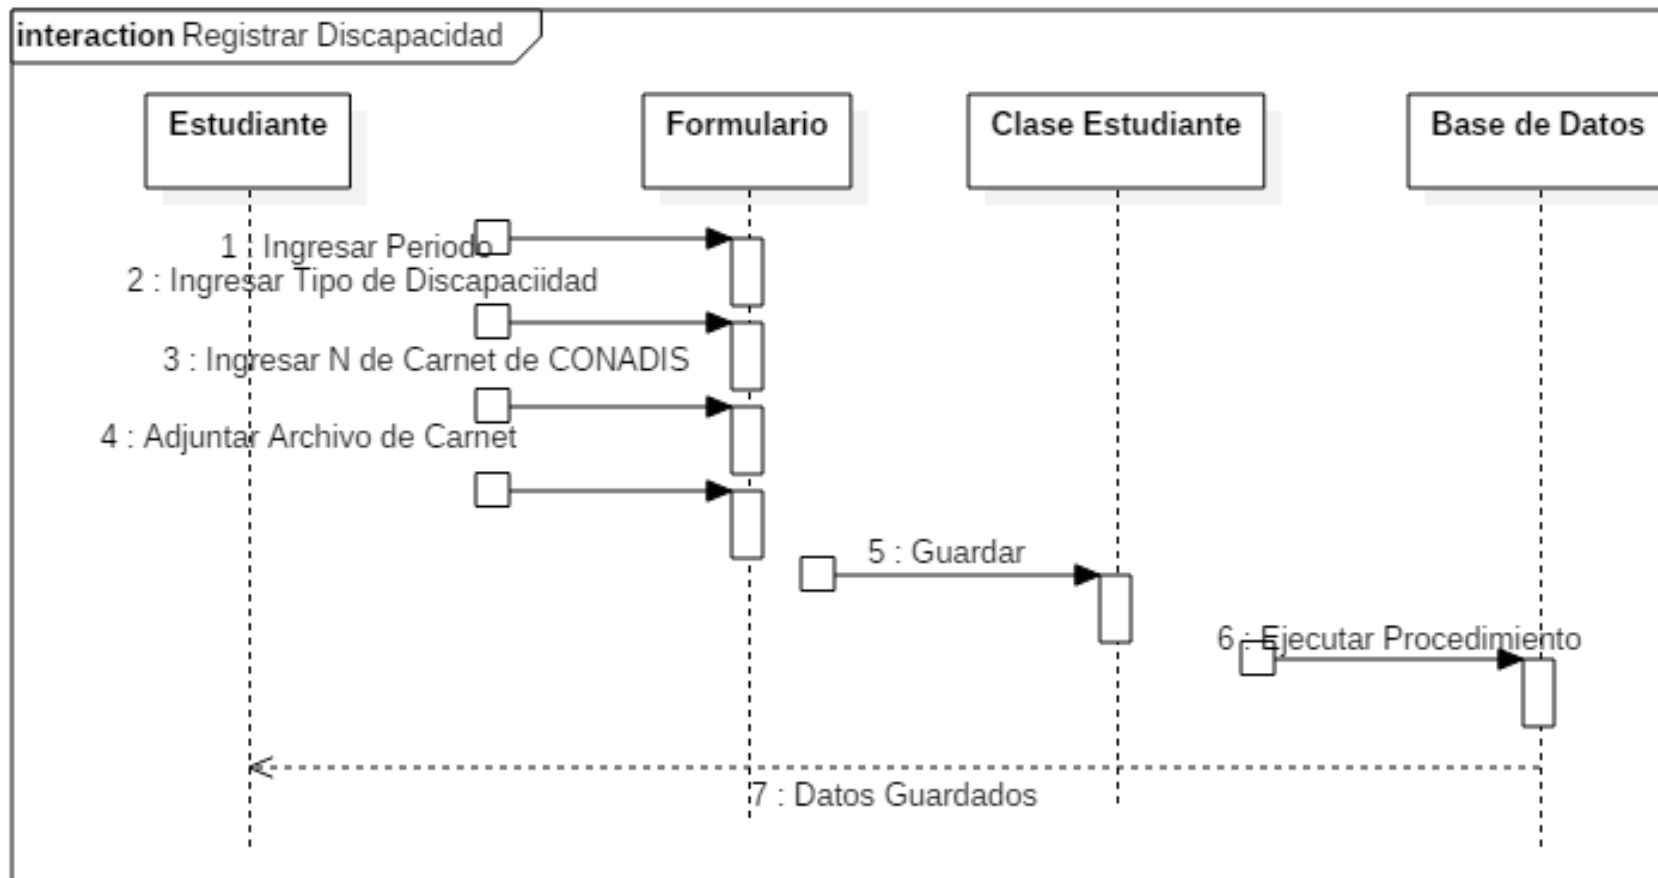 interaction Registrar Discapacidad
Estudiante
Formulario
Clase Estudiante
Base de Datos
1 : Ingresar Periodo
2 : Ingresar Tipo de Discapaciidad
3 : Ingresar N de Carnet de CONADIS
4 : Adjuntar Archivo de Carnet
5 : Guardar
6 : Ejecutar Procedimiento
7 : Datos Guardados